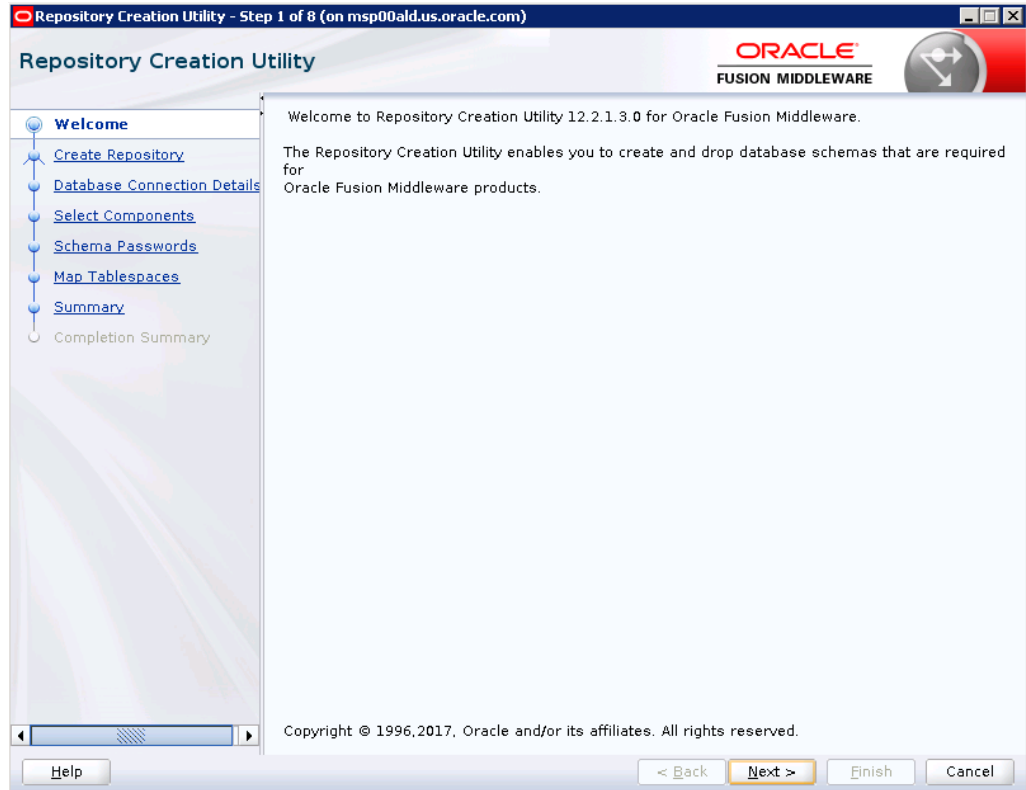 Repository Creation Utility - Step 1 of 8 (on msp00ald.us.oracle.com)
Repository Creation Utility
ORACLE
FUSION MIDDLEWARE
Welcome
Create Repository
Database Connection Details
Select Components
Schema Passwords
Map Tablespaces
Summary
Completion Summary
Welcome to Repository Creation Utility 12.2.1.3.0 for Oracle Fusion Middleware.
The Repository Creation Utility enables you to create and drop database schemas that are required
for
Oracle Fusion Middleware products.
Copyright © 1996,2017, Oracle and/or its affiliates. All rights reserved.
Help
< Back
Next >
Finish
Cancel